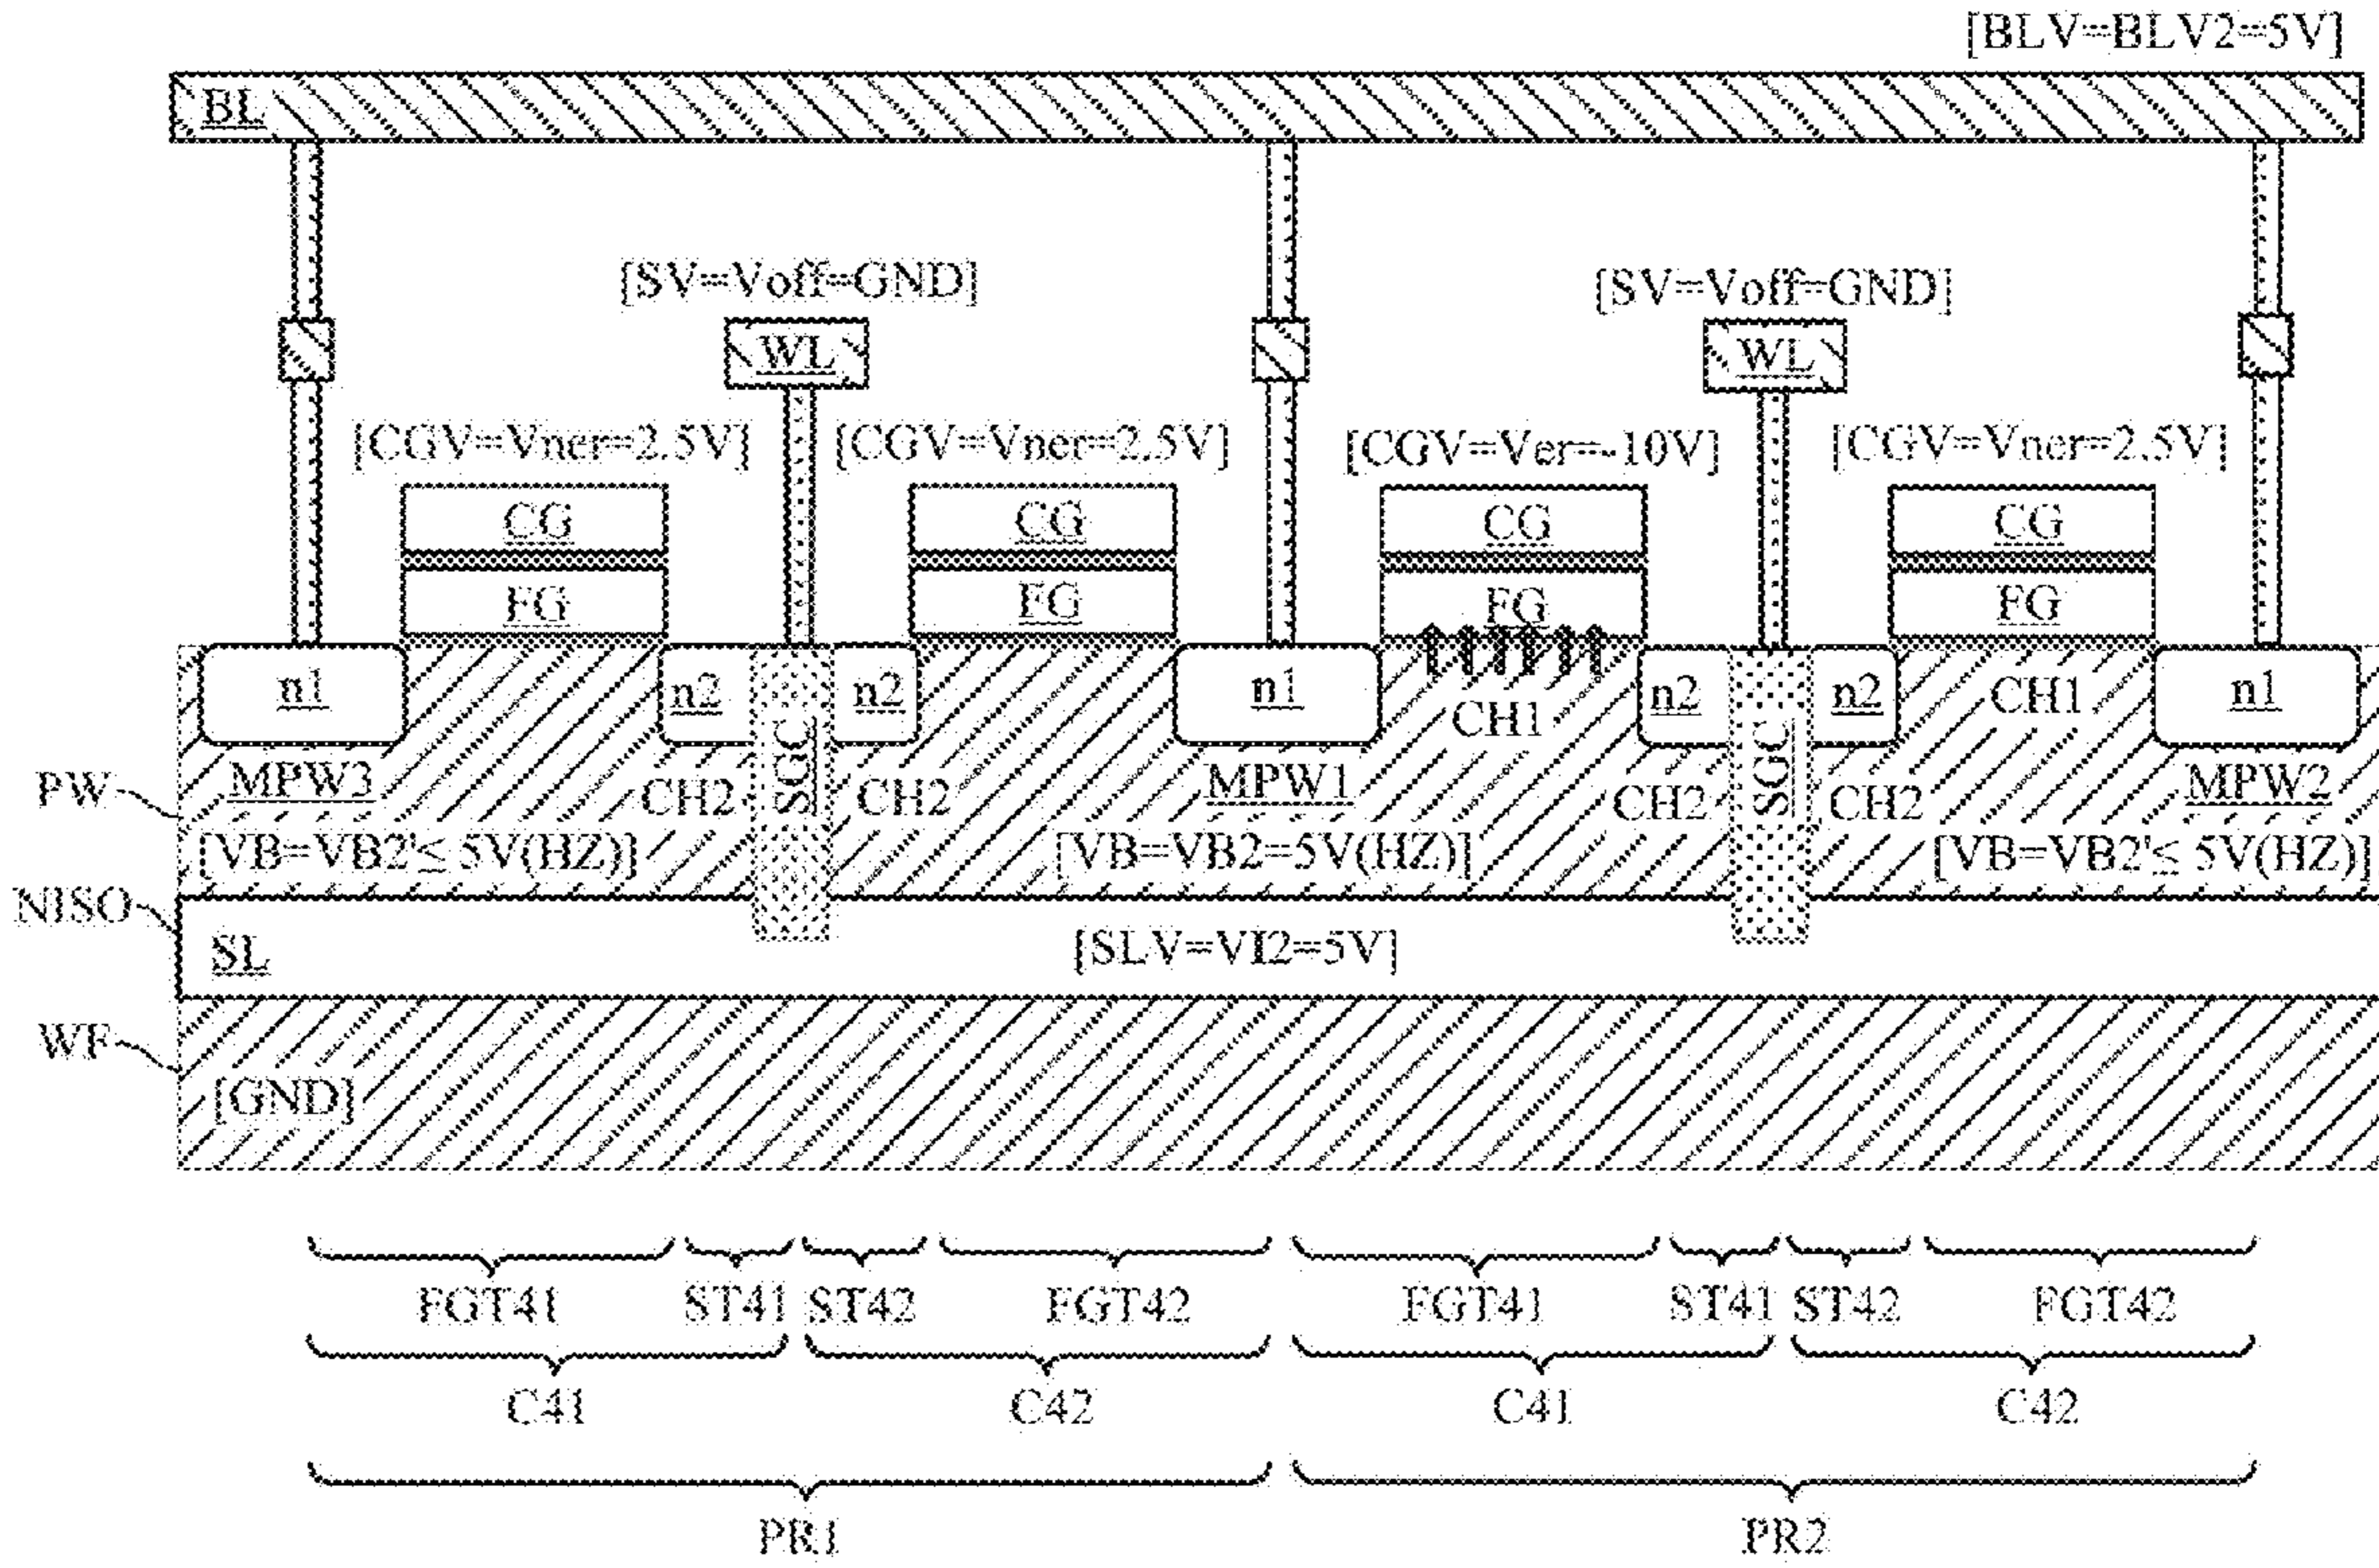 [BLV=BLV2=5V]
BL
[SV=Voff=GND] [SV=Voff=GND]
WL WL
[CGV=Vner=2.5V] [CGV=Vner=2.5V] [CGV=Ver=-10V] [CGV=Vner=2.5V]
CG CG CG CG
FG FG FG FG
n1 n2 SGC n2 n1 CH1 n2 SGC n2 CH1 n1
PW MPW3 CH2 CH2 MPW1 CH2 CH2 MPW2
[VB=VB2'≤ 5V(HZ)] [VB=VB2=5V(HZ)] [VB=VB2'≤ 5V(HZ)]
NISO SL [SLV=VI2=5V]
WF
[GND]
FGT41 ST41 ST42 FGT42 FGT41 ST41 ST42 FGT42
C41 C42 C41 C42
PR1 PR2